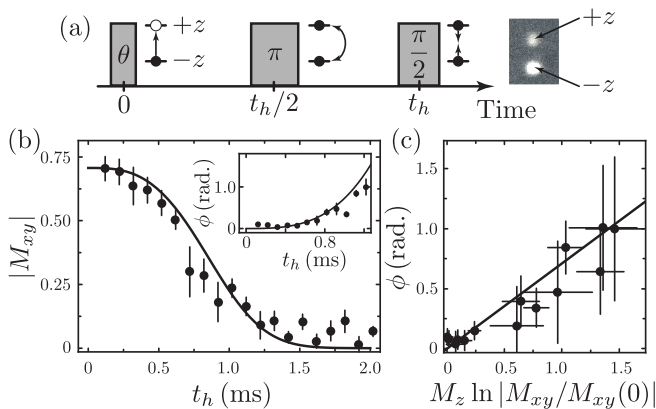 (a)
θ
+z
−z
π
π/2
+z
−z
0
t_h/2
t_h
Time
(b)
|M_xy|
0.75
0.50
0.25
0
0
0.5
1.0
1.5
2.0
t_h (ms)
ϕ (rad.)
1.0
0
0
0.8
t_h (ms)
(c)
ϕ (rad.)
1.5
1.0
0.5
0
0
0.5
1.0
1.5
M_z ln |M_xy/M_xy(0)|